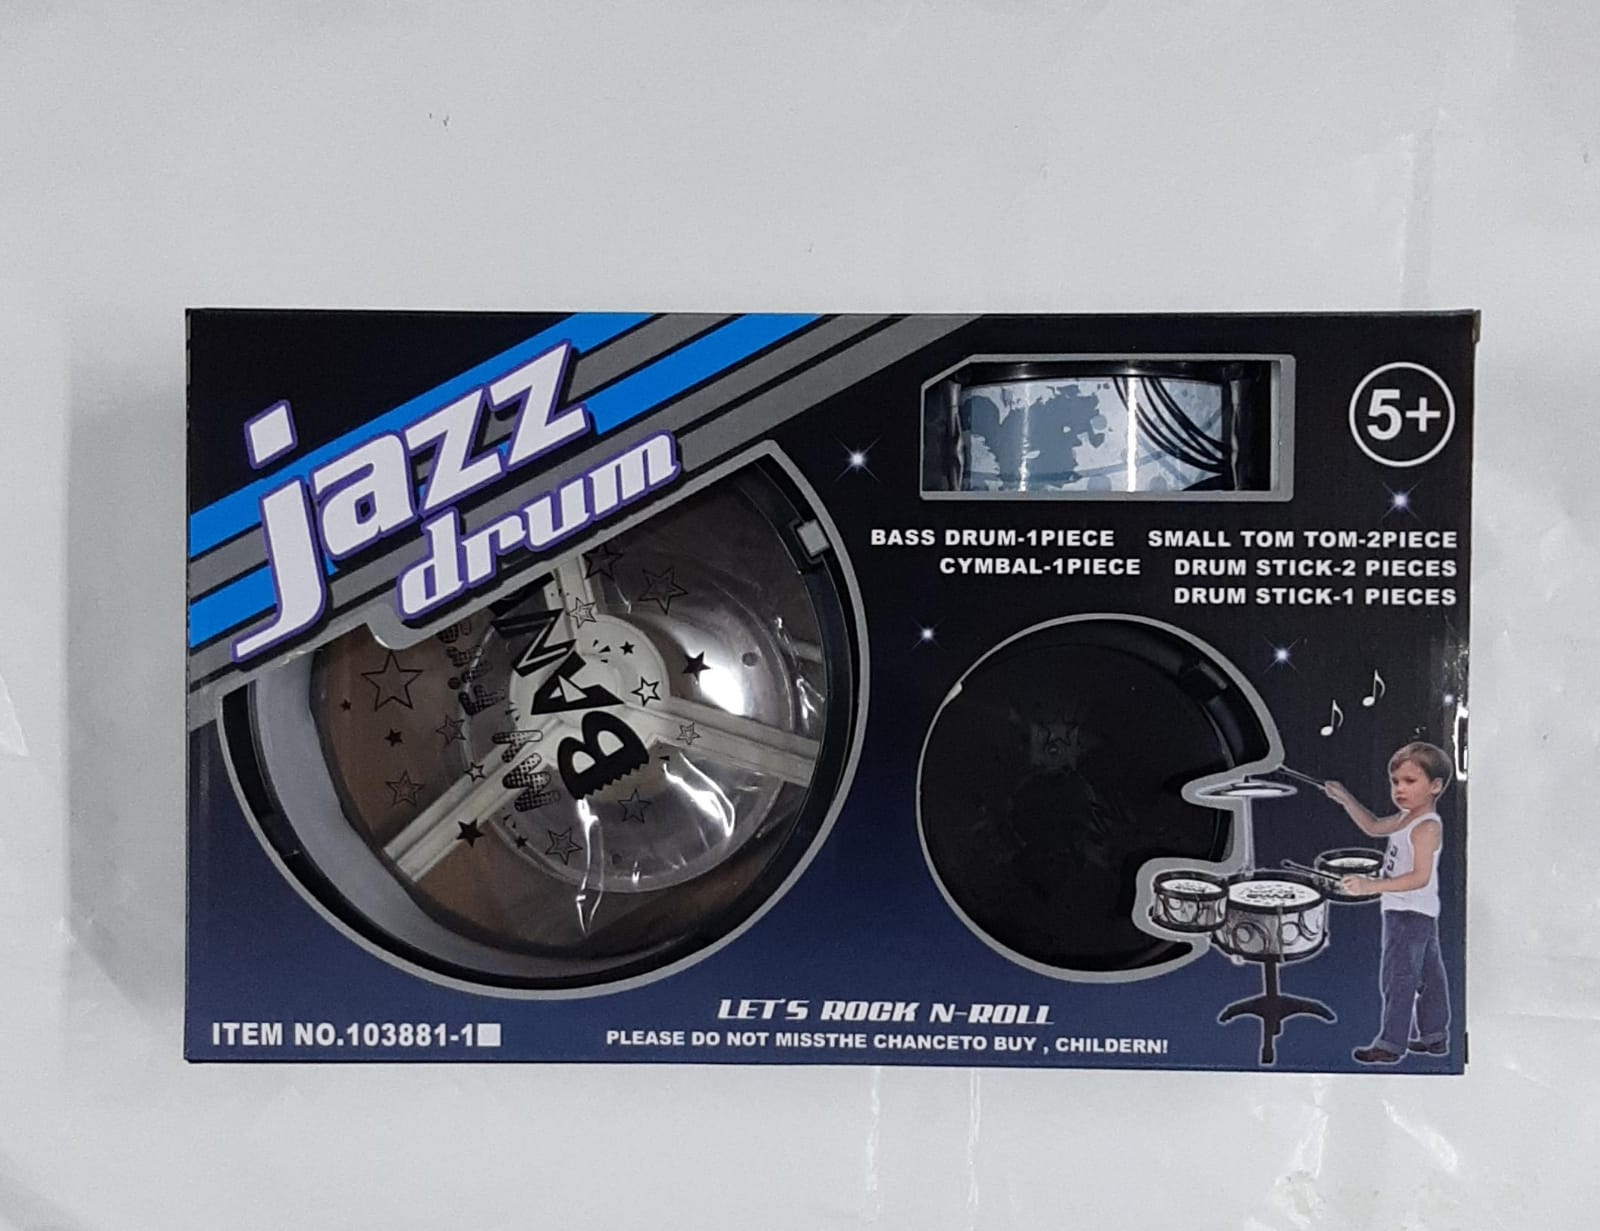 jazz
drum
5+
BASS DRUM-1PIECE SMALL TOM TOM-2PIECE
CYMBAL-1PIECE DRUM STICK-2 PIECES
DRUM STICK-1 PIECES
BAM
LET'S ROCK N-ROLL
ITEM NO.103881-1
PLEASE DO NOT MISSTHE CHANCETO BUY , CHILDERN!